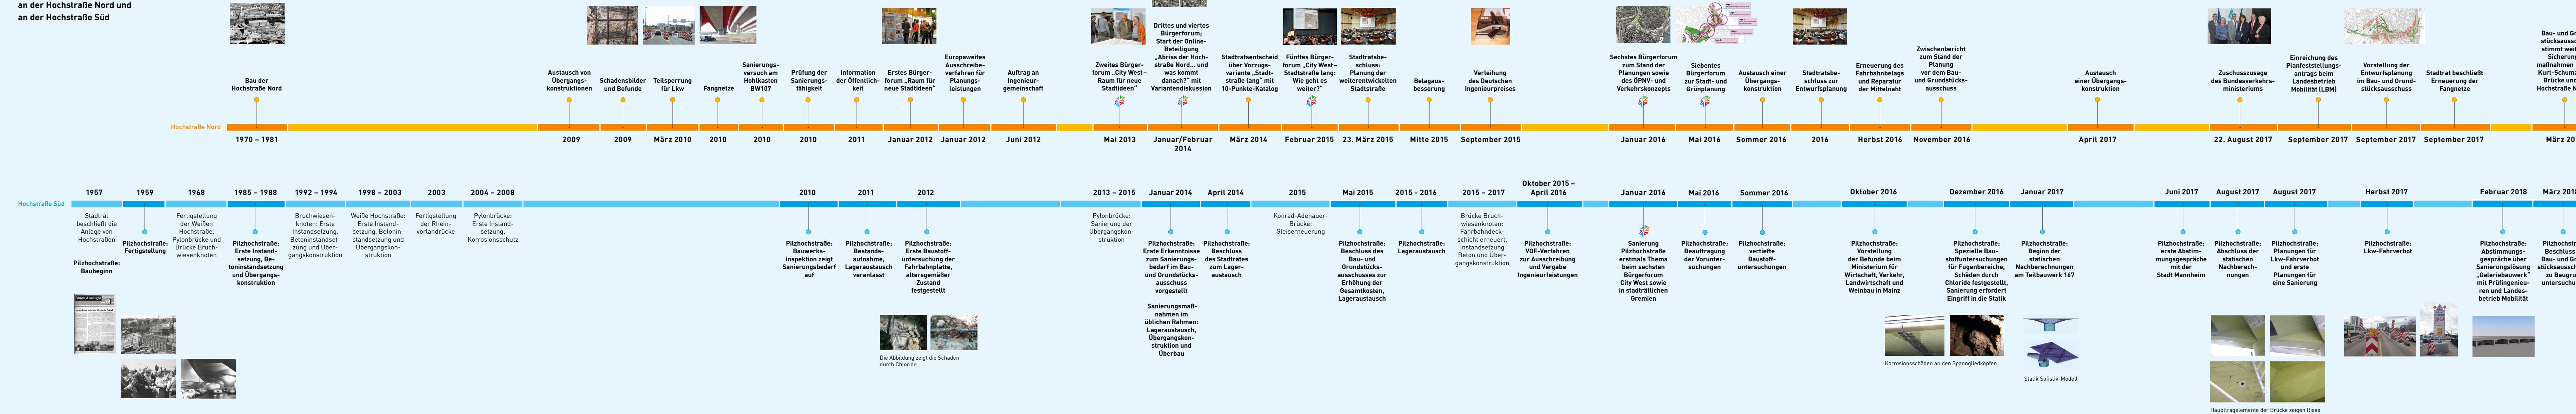 an der Hochstraße Nord und
an der Hochstraße Süd
Bau der
Hochstraße Nord
Austausch von
Übergangs-
konstruktionen
Schadensbilder
und Befunde
Teilsperrung
für Lkw
Fangnetze
Sanierungs-
versuch am
Hohlkasten
BW107
Prüfung der
Sanierungs-
fähigkeit
Information
der Öffentlich-
keit
Erstes Bürger-
forum „Raum für
neue Stadtideen“
Europaweites
Ausschreibe-
verfahren für
Planungs-
leistungen
Auftrag an
Ingenieur-
gemeinschaft
Zweites Bürger-
forum „City West –
Raum für neue
Stadtideen“
Drittes und viertes
Bürgerforum;
Start der Online-
Beteiligung
„Abriss der Hoch-
straße Nord... und
was kommt
danach?“ mit
Variantendiskussion
Stadtratsentscheid
über Vorzugs-
variante „Stadt-
straße lang“ mit
10-Punkte-Katalog
Fünftes Bürger-
forum „City West –
Stadtstraße lang:
Wie geht es
weiter?“
Stadtratsbe-
schluss:
Planung der
weiterentwickelten
Stadtstraße
Belagaus-
besserung
Verleihung
des Deutschen
Ingenieurpreises
Sechstes Bürgerforum
zum Stand der
Planungen sowie
des ÖPNV- und
Verkehrskonzepts
Siebentes
Bürgerforum
zur Stadt- und
Grünplanung
Austausch einer
Übergangs-
konstruktion
Stadtratsbe-
schluss zur
Entwurfsplanung
Erneuerung des
Fahrbahnbelags
und Reparatur
der Mittelnaht
Zwischenbericht
zum Stand der
Planung
vor dem Bau-
und Grundstücks-
ausschuss
Austausch
einer Übergangs-
konstruktion
Zuschusszusage
des Bundesverkehrs-
ministeriums
Einreichung des
Planfeststellungs-
antrags beim
Landesbetrieb
Mobilität (LBM)
Vorstellung der
Entwurfsplanung
im Bau- und Grund-
stücksausschuss
Stadtrat beschließt
Erneuerung der
Fangnetze
Bau- und Gr
stücksaussc
stimmt weit
Sicherung
maßnahmen
Kurt-Schuma
Brücke und
Hochstraße N
Hochstraße Nord
1970 – 1981
2009
2009
März 2010
2010
2010
2010
2011
Januar 2012
Januar 2012
Juni 2012
Mai 2013
Januar/Februar
2014
März 2014
Februar 2015
23. März 2015
Mitte 2015
September 2015
Januar 2016
Mai 2016
Sommer 2016
2016
Herbst 2016
November 2016
April 2017
22. August 2017
September 2017
September 2017
September 2017
März 20
Hochstraße Süd
1957
1959
1968
1985 – 1988
1992 – 1994
1998 – 2003
2003
2004 – 2008
2010
2011
2012
2013 – 2015
Januar 2014
April 2014
2015
Mai 2015
2015 - 2016
2015 – 2017
Oktober 2015 –
April 2016
Januar 2016
Mai 2016
Sommer 2016
Oktober 2016
Dezember 2016
Januar 2017
Juni 2017
August 2017
August 2017
Herbst 2017
Februar 2018
März 2018
Stadtrat
beschließt die
Anlage von
Hochstraßen
Pilzhochstraße:
Baubeginn
Pilzhochstraße:
Fertigstellung
Fertigstellung
der Weißen
Hochstraße,
Pylonbrücke und
Brücke Bruch-
wiesenknoten
Pilzhochstraße:
Erste Instand-
setzung, Be-
toninstandsetzung
und Übergangs-
konstruktion
Bruchwiesen-
knoten: Erste
Instandsetzung,
Betoninstandset-
zung und Über-
gangskonstruktion
Weiße Hochstraße:
Erste Instand-
setzung, Betonin-
standsetzung und
Übergangskon-
struktion
Fertigstellung
der Rhein-
vorlandrücke
Pylonbrücke:
Erste Instand-
setzung,
Korrosionsschutz
Pilzhochstraße:
Bauwerks-
inspektion zeigt
Sanierungsbedarf
auf
Pilzhochstraße:
Bestands-
aufnahme,
Lageraustausch
veranlasst
Pilzhochstraße:
Erste Baustoff-
untersuchung der
Fahrbahnplatte,
altersgemäßer
Zustand
festgestellt
Die Abbildung zeigt die Schäden
durch Chloride
Pylonbrücke:
Sanierung der
Übergangskon-
struktion
Pilzhochstraße:
Erste Erkenntnisse
zum Sanierungs-
bedarf im Bau-
und Grundstücks-
ausschuss
vorgestellt
Sanierungsmaß-
nahmen im
üblichen Rahmen:
Lageraustausch,
Übergangskon-
struktion und
Überbau
Pilzhochstraße:
Beschluss
des Stadtrates
zum Lager-
austausch
Konrad-Adenauer-
Brücke:
Gleiserneuerung
Pilzhochstraße:
Beschluss des
Bau- und
Grundstücks-
ausschusses zur
Erhöhung der
Gesamtkosten,
Lageraustausch
Pilzhochstraße:
Lageraustausch
Brücke Bruch-
wiesenknoten:
Fahrbahndeck-
schicht erneuert,
Instandsetzung
Beton und Über-
gangskonstruktion
Pilzhochstraße:
VOF-Verfahren
zur Ausschreibung
und Vergabe
Ingenieurleistungen
Sanierung
Pilzhochstraße
erstmals Thema
beim sechsten
Bürgerforum
City West sowie
in stadträtlichen
Gremien
Pilzhochstraße:
Beauftragung
der Vorunter-
suchungen
Pilzhochstraße:
vertiefte
Baustoff-
untersuchungen
Pilzhochstraße:
Vorstellung
der Befunde beim
Ministerium für
Wirtschaft, Verkehr,
Landwirtschaft und
Weinbau in Mainz
Pilzhochstraße:
Spezielle Bau-
stoffuntersuchungen
für Fugenbereiche,
Schäden durch
Chloride festgestellt,
Sanierung erfordert
Eingriff in die Statik
Korrosionsschäden an den Spanngliedköpfen
Pilzhochstraße:
Beginn der
statischen
Nachberechnungen
am Teilbauwerk 167
Statik Sofistik-Modell
Pilzhochstraße:
erste Abstim-
mungsgespräche
mit der
Stadt Mannheim
Pilzhochstraße:
Abschluss der
statischen
Nachberech-
nungen
Pilzhochstraße:
Planungen für
Lkw-Fahrverbot
und erste
Planungen für
eine Sanierung
Haupttragelemente der Brücke zeigen Risse
Pilzhochstraße:
Lkw-Fahrverbot
Pilzhochstraße:
Abstimmungs-
gespräche über
Sanierungslösung
„Galeriebauwerk“
mit Prüfingenieu-
ren und Landes-
betrieb Mobilität
Pilzhochstr
Beschluss
Bau- und Gr
stücksaussch
zu Baugru
untersuchu